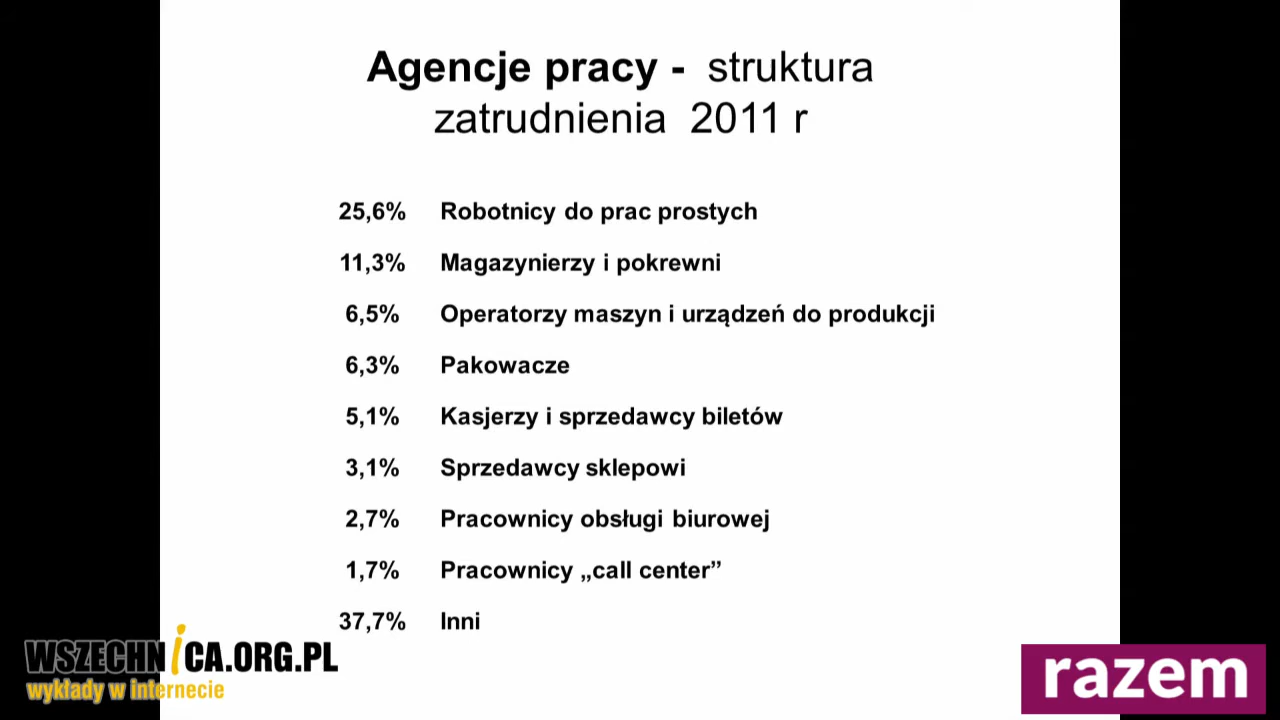 Agencje pracy - struktura
zatrudnienia 2011 r
25,6% Robotnicy do prac prostych
11,3% Magazynierzy i pokrewni
6,5% Operatorzy maszyn i urządzeń do produkcji
6,3% Pakowacze
5,1% Kasjerzy i sprzedawcy biletów
3,1% Sprzedawcy sklepowi
2,7% Pracownicy obsługi biurowej
1,7% Pracownicy „call center”
37,7% Inni
WSZECHNiCA.ORG.PL
wykłady w internecie
razem